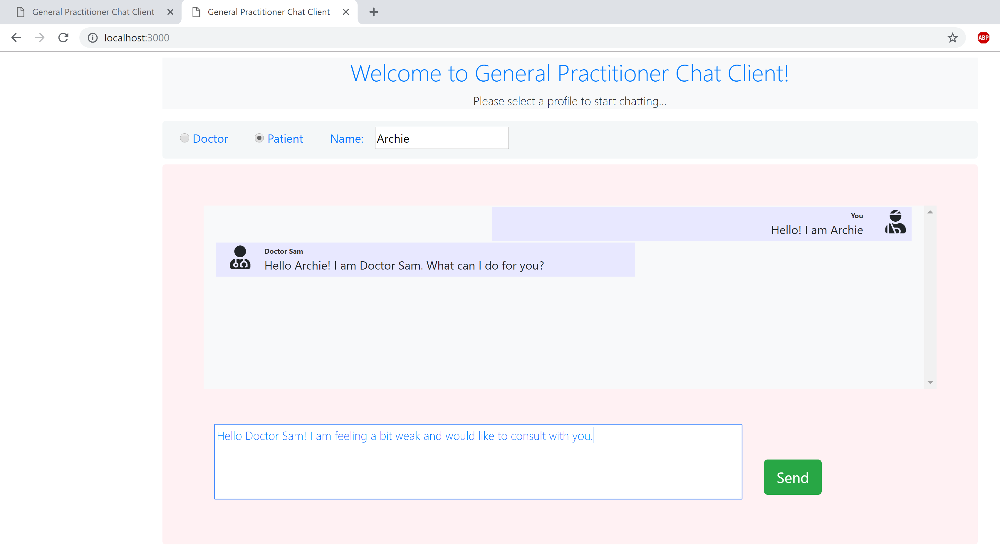 General Practitioner Chat Client
General Practitioner Chat Client
localhost:3000
ABP
Welcome to General Practitioner Chat Client!
Please select a profile to start chatting...
Doctor Patient Name: Archie
You
Hello! I am Archie
Doctor Sam
Hello Archie! I am Doctor Sam. What can I do for you?
Hello Doctor Sam! I am feeling a bit weak and would like to consult with you.
Send